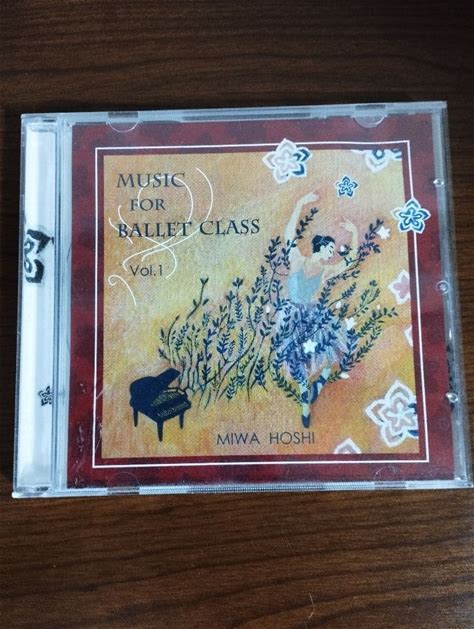 MUSIC
FOR
BALLET CLASS
Vol.1
MIWA HOSHI